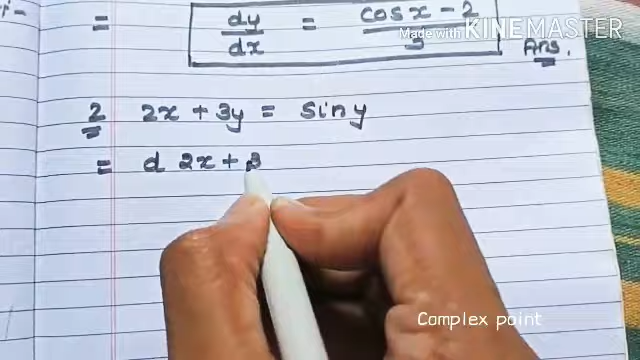 = dy/dx = cos x - 2 / 3
Made with KINEMASTER
Ans.
2 2x + 3y = Sin y
= d 2x + 3
Complex point